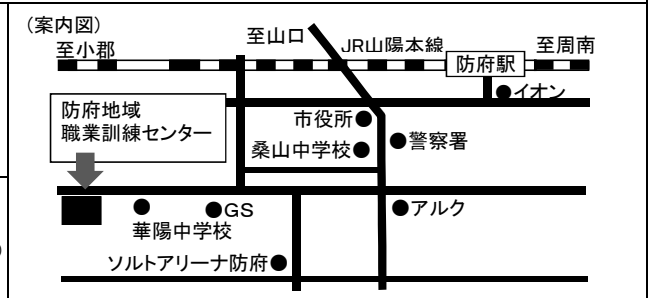 (案内図)
至小郡
至山口
JR山陽本線
防府駅
至周南
●イオン
防府地域
職業訓練センター
市役所●
桑山中学校●
●警察署
●GS
華陽中学校
●アルク
ソルトアリーナ防府●